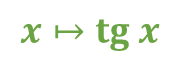 x ↦ tg x